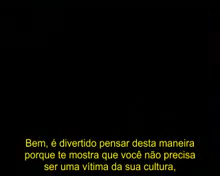 Bem, é divertido pensar desta maneira
porque te mostra que você não precisa
ser uma vítima da sua cultura,